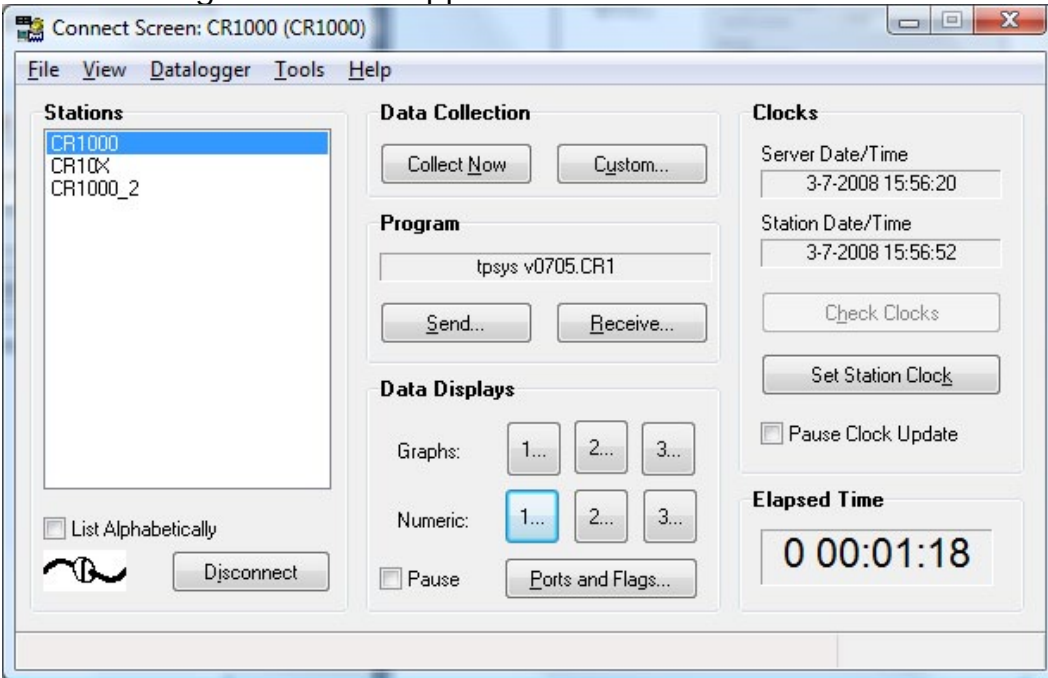 Connect Screen: CR1000 (CR1000)
File View Datalogger Tools Help
Stations
CR1000
CR10X
CR1000_2
List Alphabetically
Disconnect
Data Collection
Collect Now
Custom...
Program
tpsys v0705.CR1
Send...
Receive...
Data Displays
Graphs:
1...
2...
3...
Numeric:
1...
2...
3...
Pause
Ports and Flags...
Clocks
Server Date/Time
3-7-2008 15:56:20
Station Date/Time
3-7-2008 15:56:52
Check Clocks
Set Station Clock
Pause Clock Update
Elapsed Time
0 00:01:18